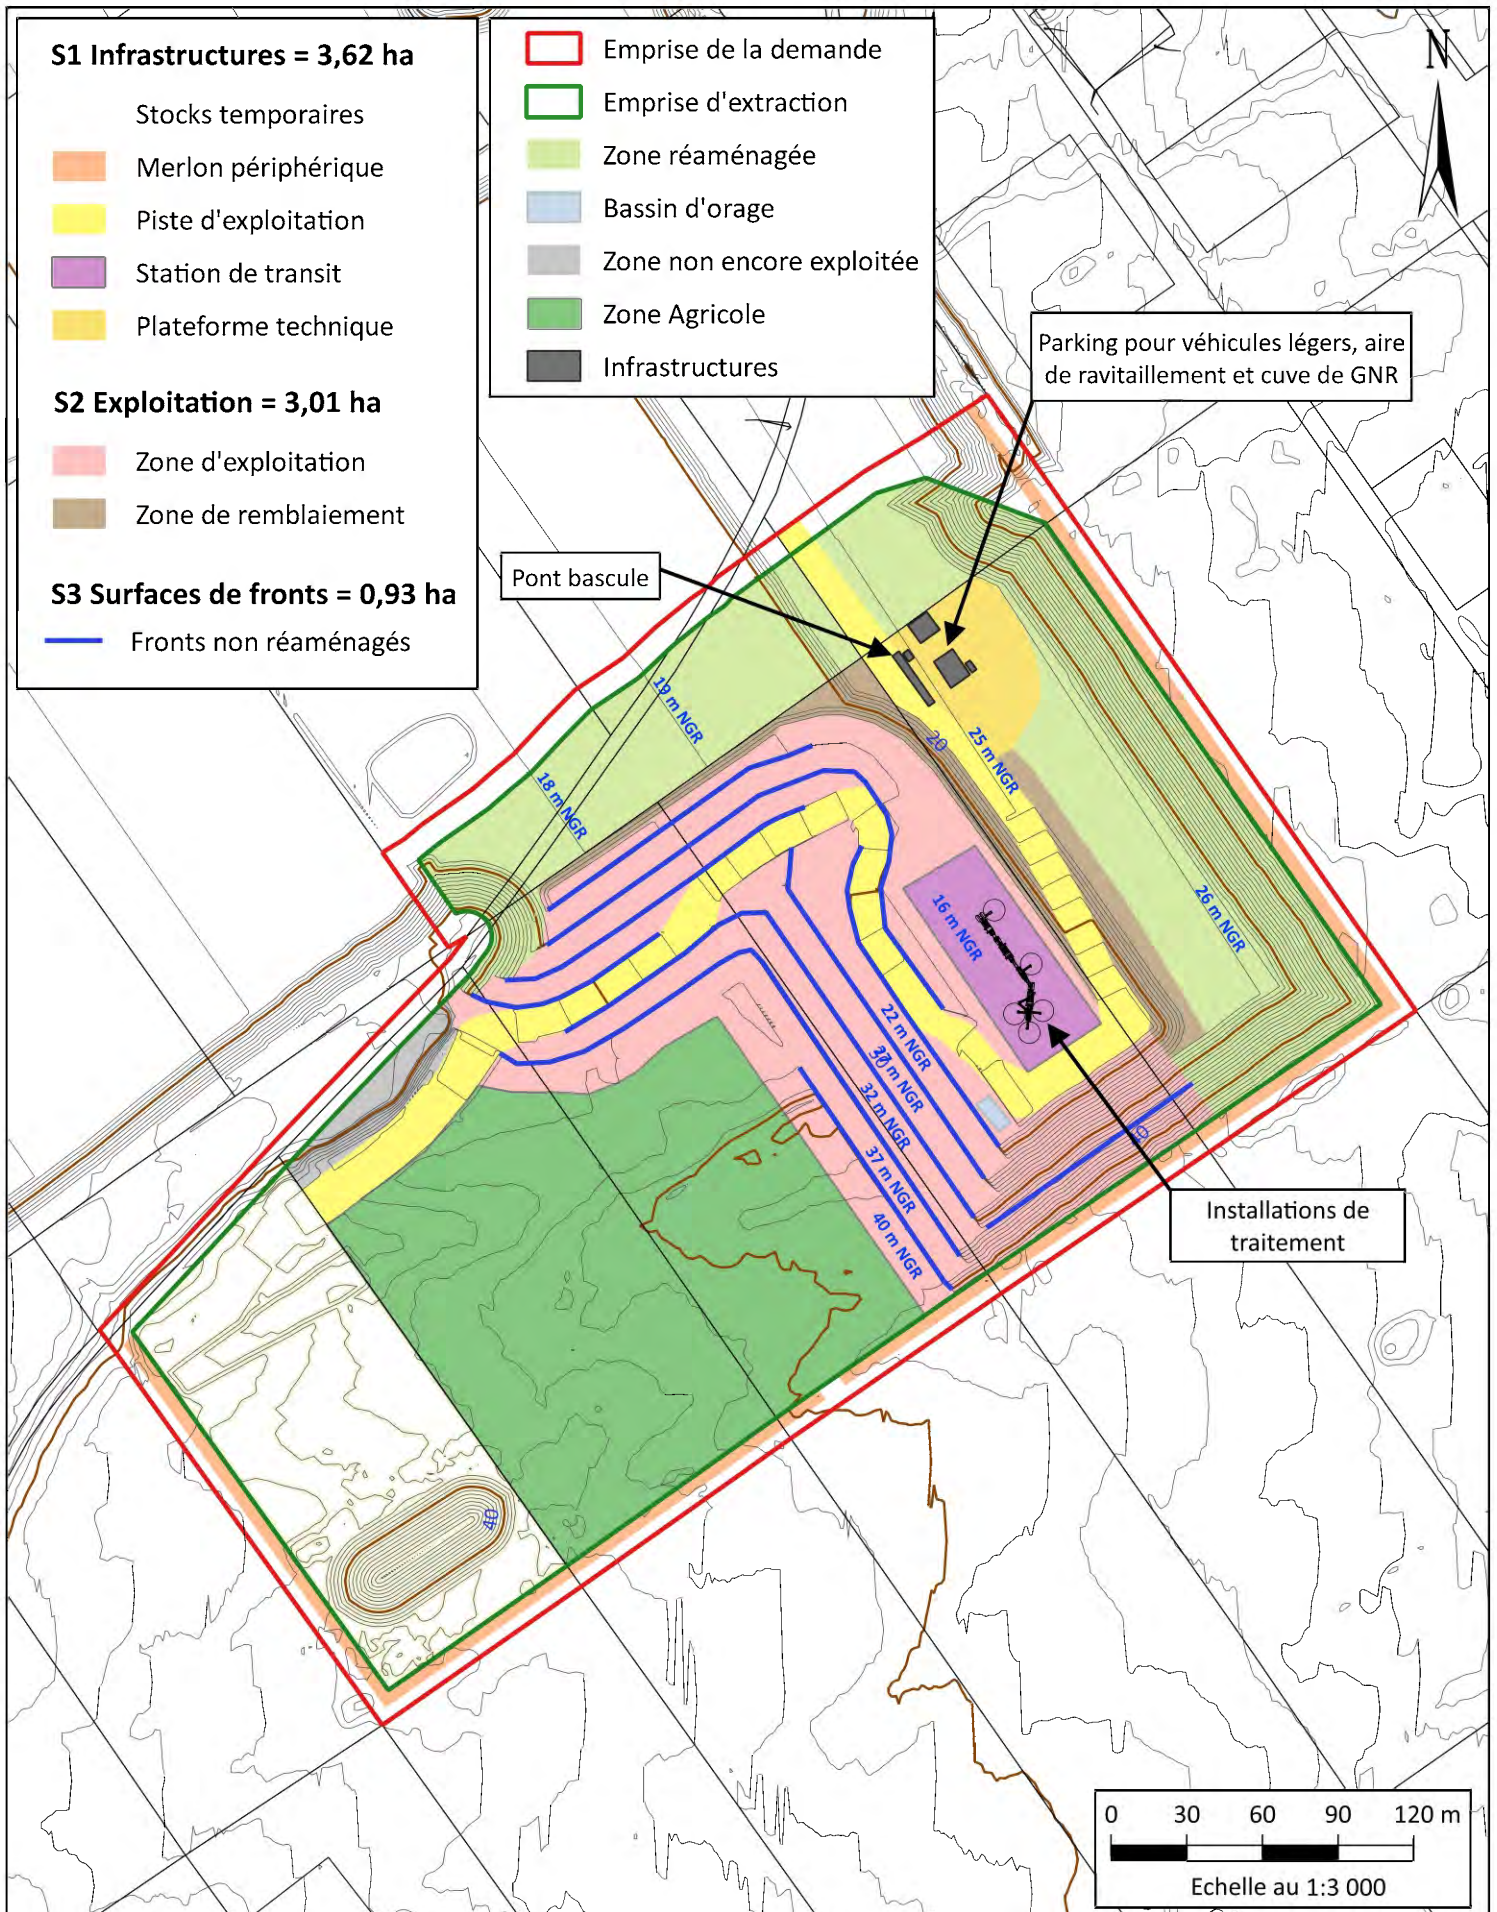 S1 Infrastructures = 3,62 ha
Stocks temporaires
Merlon périphérique
Piste d'exploitation
Station de transit
Plateforme technique
S2 Exploitation = 3,01 ha
Zone d'exploitation
Zone de remblaiement
S3 Surfaces de fronts = 0,93 ha
Fronts non réaménagés
Emprise de la demande
Emprise d'extraction
Zone réaménagée
Bassin d'orage
Zone non encore exploitée
Zone Agricole
Infrastructures
N
Parking pour véhicules légers, aire
de ravitaillement et cuve de GNR
Pont bascule
19 m NGR
18 m NGR
20
25 m NGR
26 m NGR
16 m NGR
22 m NGR
30
27 m NGR
32 m NGR
37 m NGR
40 m NGR
40
Installations de
traitement
0 30 60 90 120 m
Echelle au 1:3 000